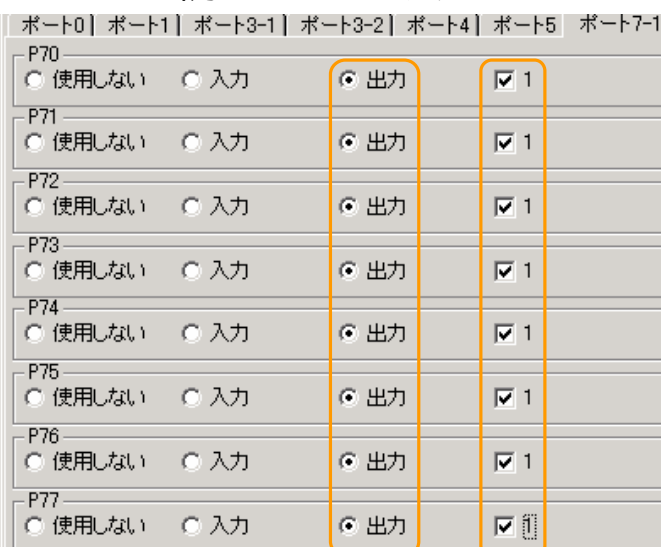 ポート0 ポート1 ポート3-1 ポート3-2 ポート4 ポート5 ポート7-1
P70
使用しない 入力 出力 1
P71
使用しない 入力 出力 1
P72
使用しない 入力 出力 1
P73
使用しない 入力 出力 1
P74
使用しない 入力 出力 1
P75
使用しない 入力 出力 1
P76
使用しない 入力 出力 1
P77
使用しない 入力 出力 1